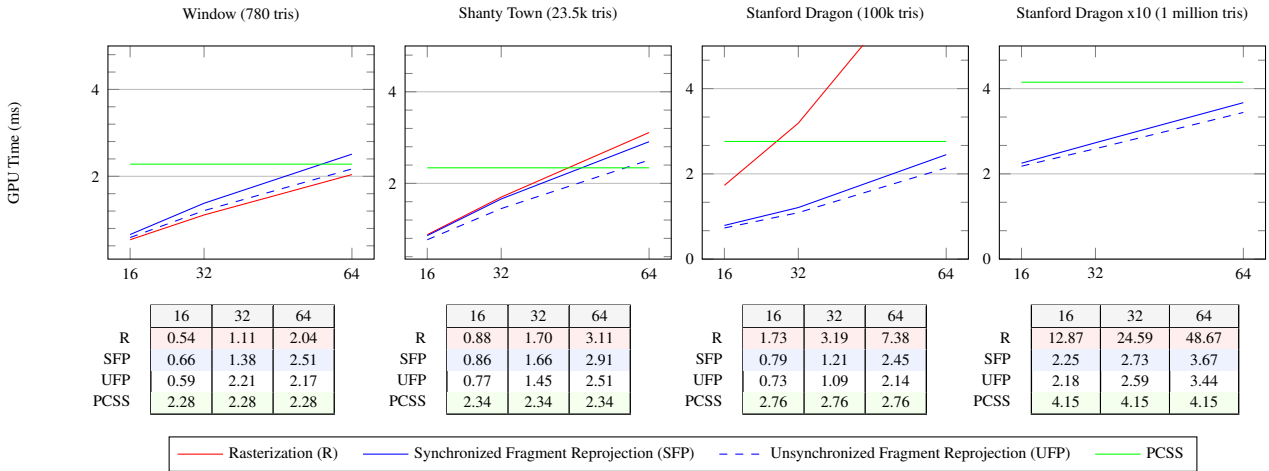 Window (780 tris)
Shanty Town (23.5k tris)
Stanford Dragon (100k tris)
Stanford Dragon x10 (1 million tris)
GPU Time (ms)
4
2
16 32 64
4
2
16 32 64
4
2
0
16 32 64
4
2
0
16 32 64
16 32 64
R 0.54 1.11 2.04
SFP 0.66 1.38 2.51
UFP 0.59 2.21 2.17
PCSS 2.28 2.28 2.28
16 32 64
R 0.88 1.70 3.11
SFP 0.86 1.66 2.91
UFP 0.77 1.45 2.51
PCSS 2.34 2.34 2.34
16 32 64
R 1.73 3.19 7.38
SFP 0.79 1.21 2.45
UFP 0.73 1.09 2.14
PCSS 2.76 2.76 2.76
16 32 64
R 12.87 24.59 48.67
SFP 2.25 2.73 3.67
UFP 2.18 2.59 3.44
PCSS 4.15 4.15 4.15
Rasterization (R) Synchronized Fragment Reprojection (SFP) Unsynchronized Fragment Reprojection (UFP) PCSS